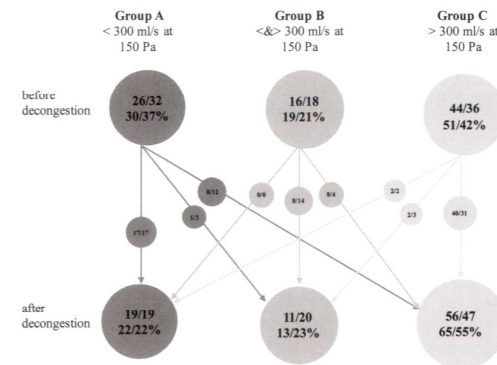 Group A
< 300 ml/s at
150 Pa
Group B
<&> 300 ml/s at
150 Pa
Group C
> 300 ml/s at
150 Pa
before
decongestion
26/32
30/37%
16/18
19/21%
44/36
51/42%
8/12
0/0
8/14
8/4
2/2
1/3
2/3
17/17
40/31
after
decongestion
19/19
22/22%
11/20
13/23%
56/47
65/55%